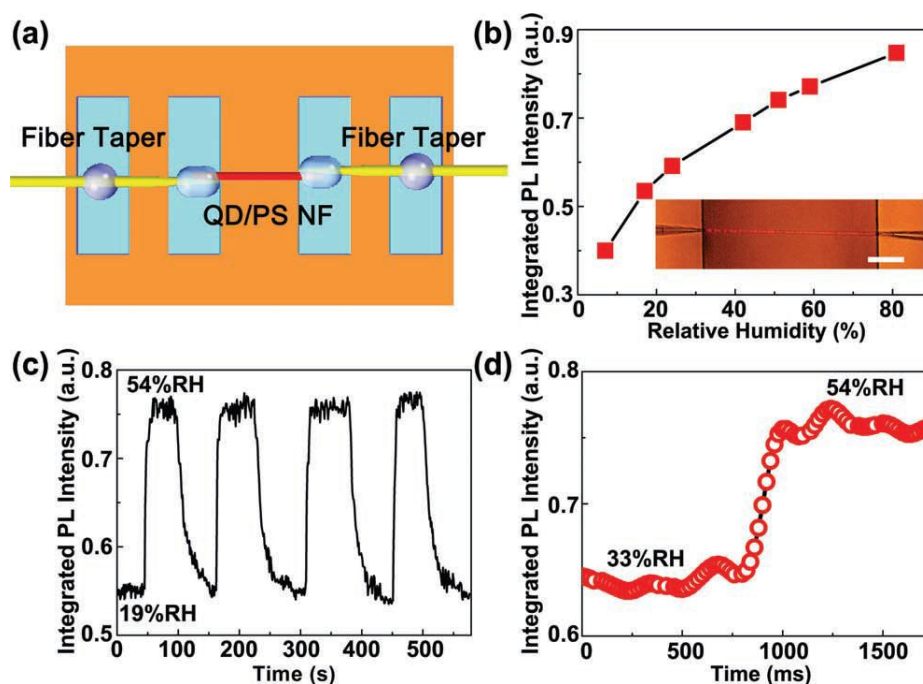 (a)
Fiber Taper
Fiber Taper
QD/PS NF
(b)
Integrated PL Intensity (a.u.)
0.9
0.7
0.5
0.3
0
20
40
60
80
Relative Humidity (%)
(c)
Integrated PL Intensity (a.u.)
0.8
0.7
0.6
0.5
54%RH
19%RH
0
100
200
300
400
500
Time (s)
(d)
Integrated PL Intensity (a.u.)
0.8
0.7
0.6
54%RH
33%RH
0
500
1000
1500
Time (ms)